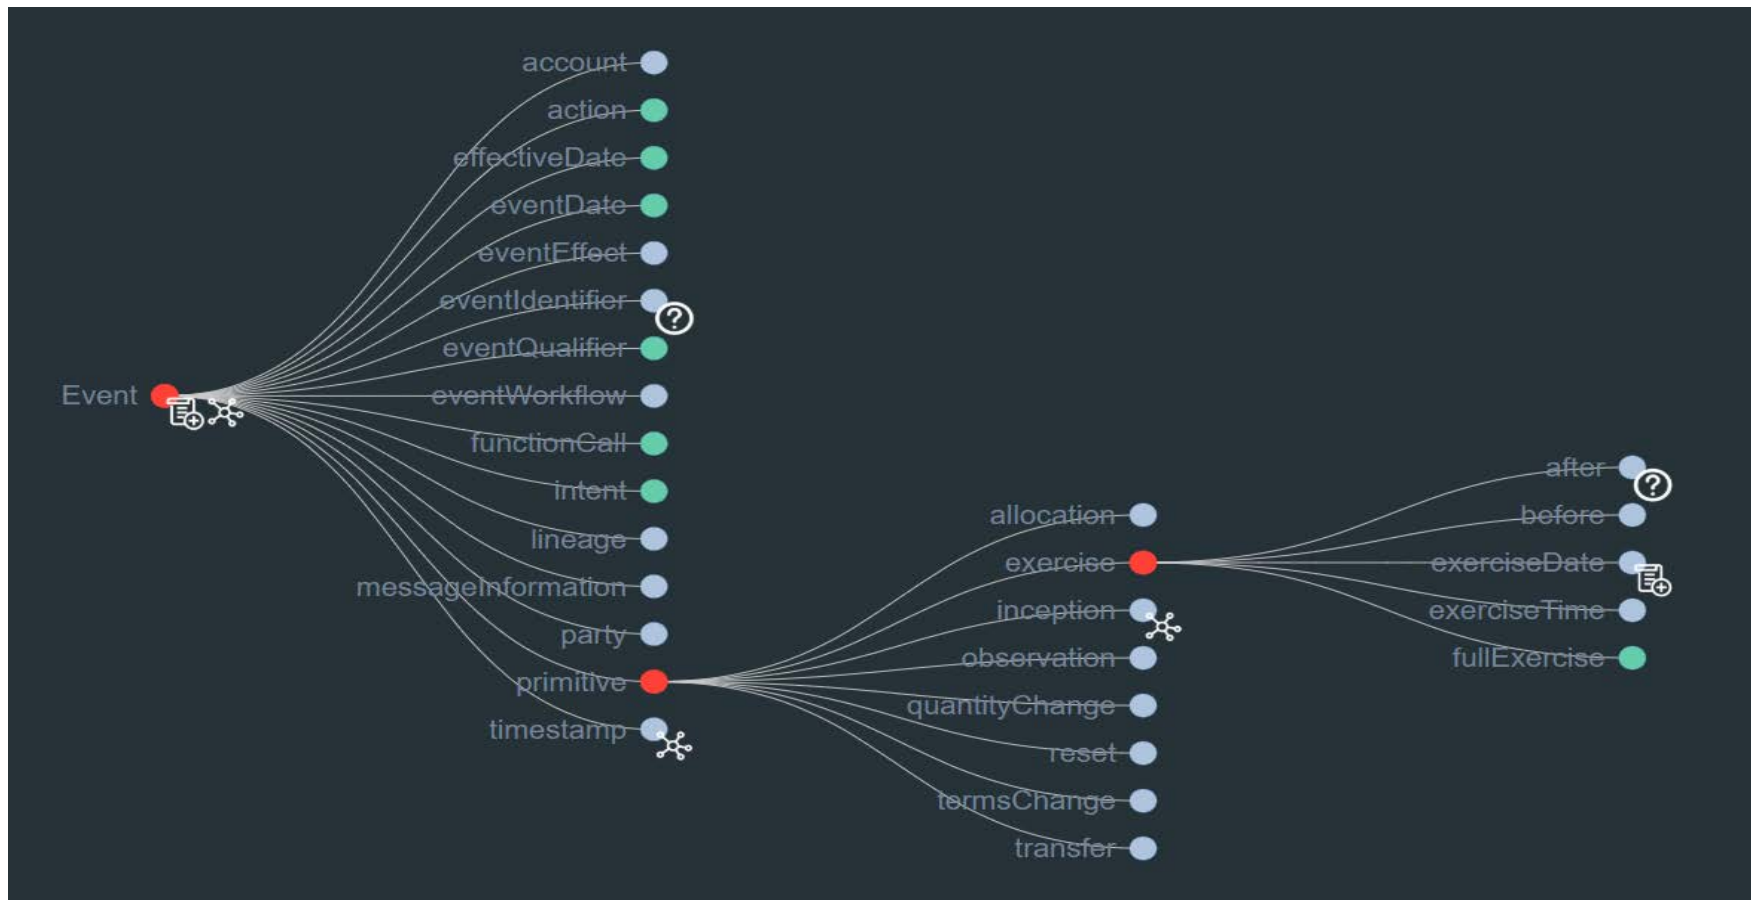 account
action
effectiveDate
eventDate
eventEffect
eventIdentifier
?
eventQualifier
Event
eventWorkflow
functionCall
intent
lineage
messageInformation
party
primitive
timestamp
allocation
exercise
inception
observation
quantityChange
reset
termsChange
transfer
after
?
before
exerciseDate
exerciseTime
fullExercise